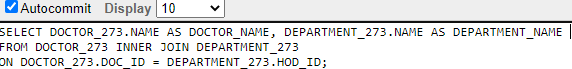 Autocommit Display 10
SELECT DOCTOR_273.NAME AS DOCTOR_NAME, DEPARTMENT_273.NAME AS DEPARTMENT_NAME
FROM DOCTOR_273 INNER JOIN DEPARTMENT_273
ON DOCTOR_273.DOC_ID = DEPARTMENT_273.HOD_ID;